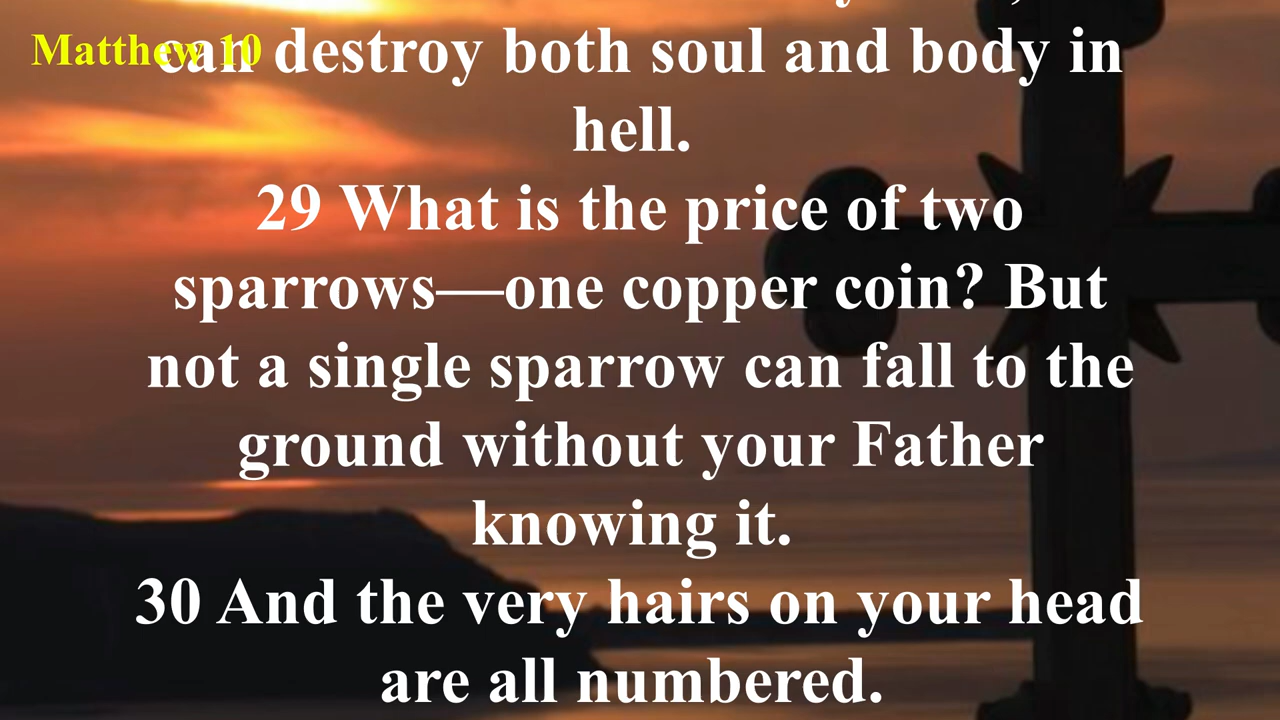 Matthew 10
can destroy both soul and body in
hell.
29 What is the price of two
sparrows—one copper coin? But
not a single sparrow can fall to the
ground without your Father
knowing it.
30 And the very hairs on your head
are all numbered.